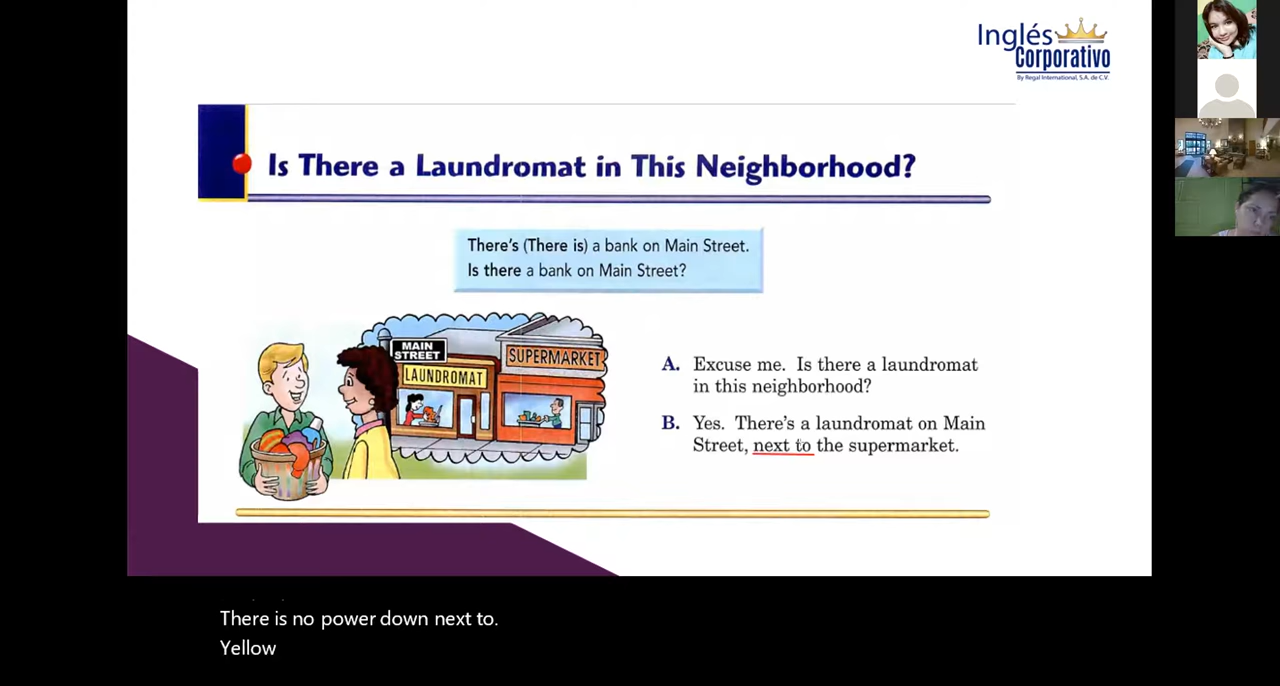 Inglés
Corporativo
By Regal International, S.A. de C.V.
Is There a Laundromat in This Neighborhood?
There's (There is) a bank on Main Street.
Is there a bank on Main Street?
MAIN
STREET
LAUNDROMAT
SUPERMARKET
A. Excuse me. Is there a laundromat
in this neighborhood?
B. Yes. There's a laundromat on Main
Street, next to the supermarket.
There is no power down next to.
Yellow